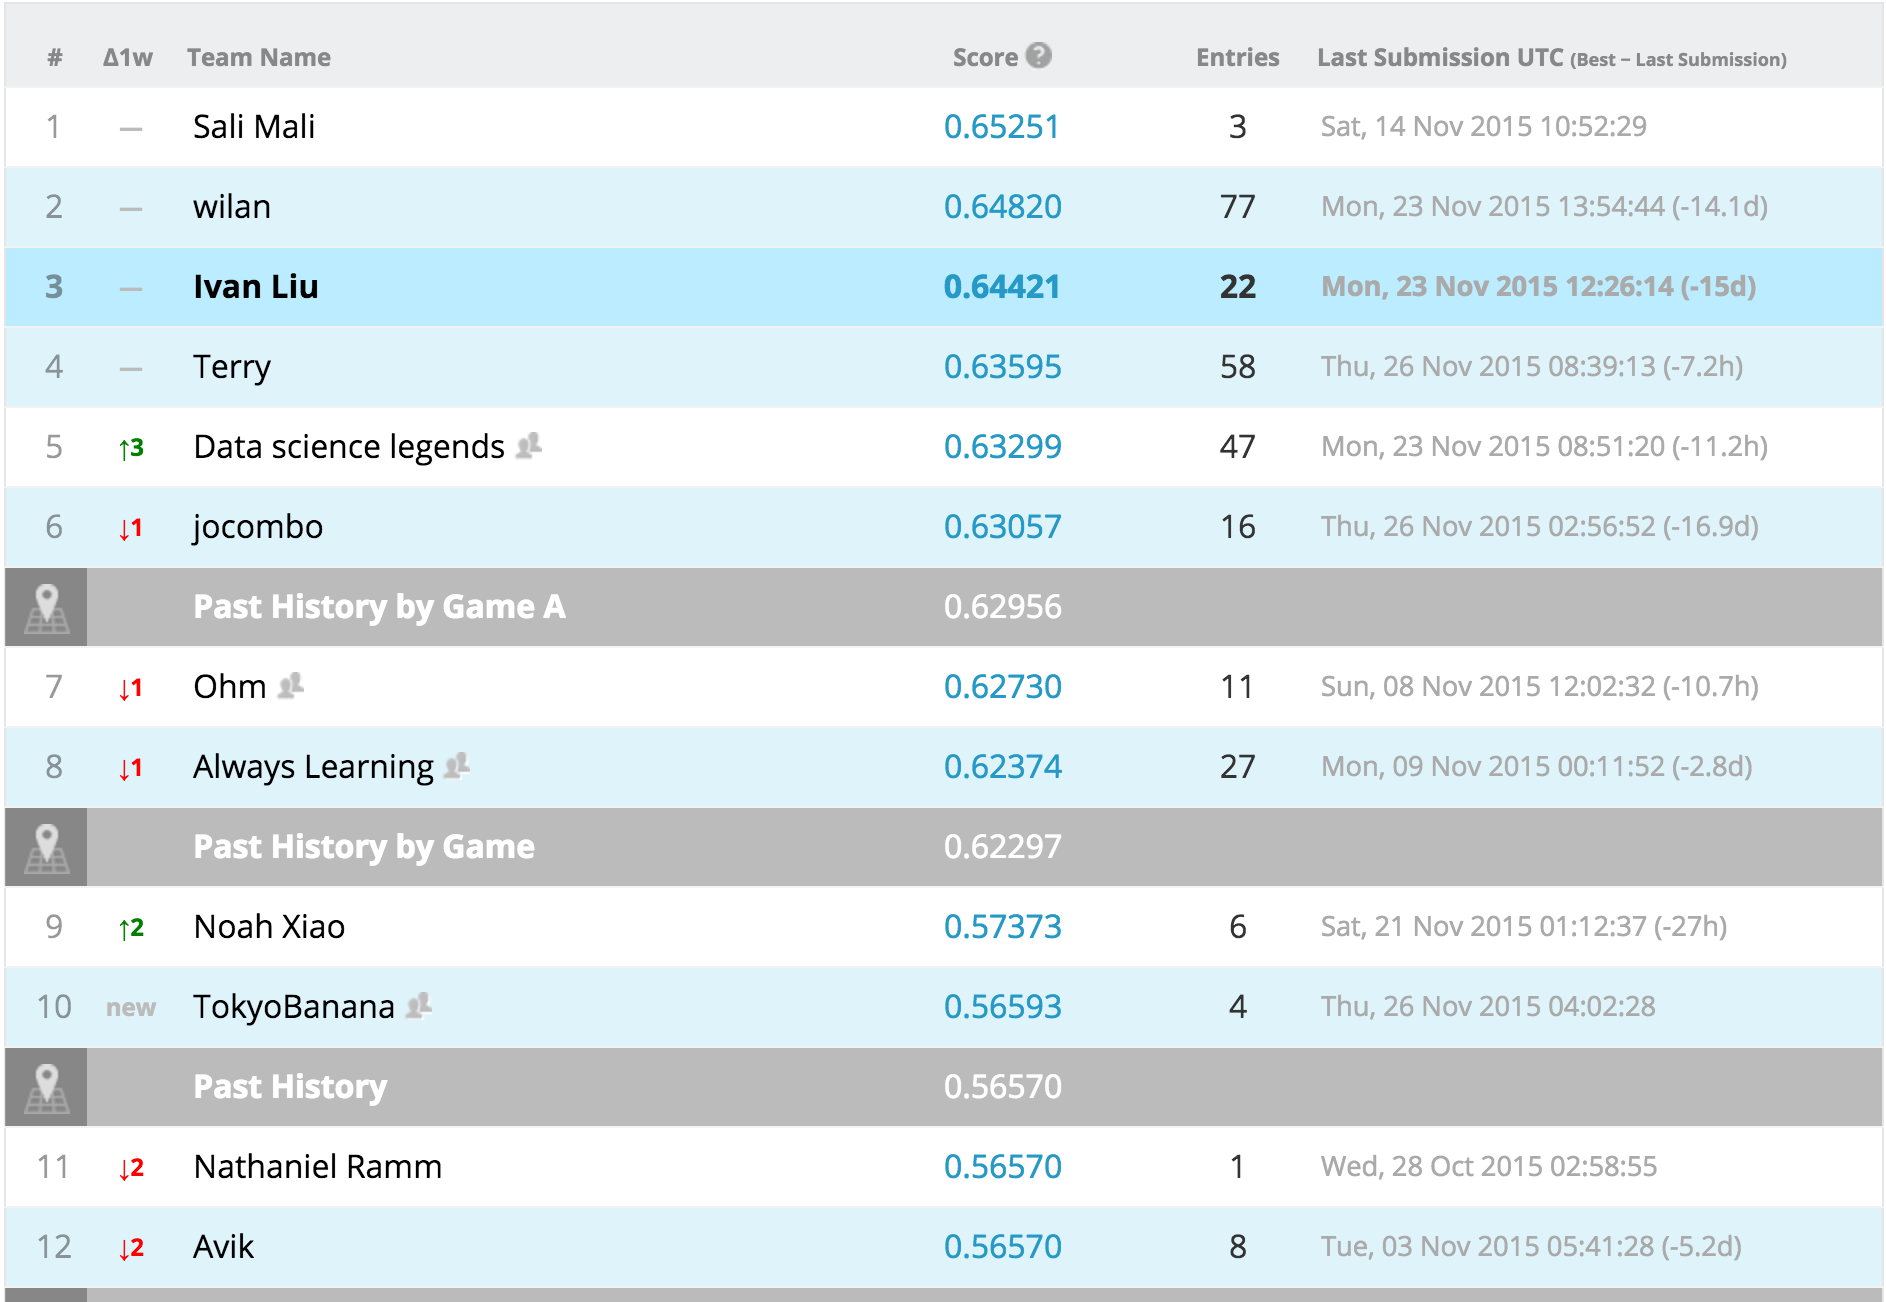 # Δ1w Team Name Score ? Entries Last Submission UTC (Best − Last Submission)
1 — Sali Mali 0.65251 3 Sat, 14 Nov 2015 10:52:29
2 — wilan 0.64820 77 Mon, 23 Nov 2015 13:54:44 (-14.1d)
3 — Ivan Liu 0.64421 22 Mon, 23 Nov 2015 12:26:14 (-15d)
4 — Terry 0.63595 58 Thu, 26 Nov 2015 08:39:13 (-7.2h)
5 ↑3 Data science legends 0.63299 47 Mon, 23 Nov 2015 08:51:20 (-11.2h)
6 ↓1 jocombo 0.63057 16 Thu, 26 Nov 2015 02:56:52 (-16.9d)
Past History by Game A 0.62956
7 ↓1 Ohm 0.62730 11 Sun, 08 Nov 2015 12:02:32 (-10.7h)
8 ↓1 Always Learning 0.62374 27 Mon, 09 Nov 2015 00:11:52 (-2.8d)
Past History by Game 0.62297
9 ↑2 Noah Xiao 0.57373 6 Sat, 21 Nov 2015 01:12:37 (-27h)
10 new TokyoBanana 0.56593 4 Thu, 26 Nov 2015 04:02:28
Past History 0.56570
11 ↓2 Nathaniel Ramm 0.56570 1 Wed, 28 Oct 2015 02:58:55
12 ↓2 Avik 0.56570 8 Tue, 03 Nov 2015 05:41:28 (-5.2d)